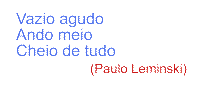 Vazio agudo
Ando meio
Cheio de tudo
(Paulo Leminski)